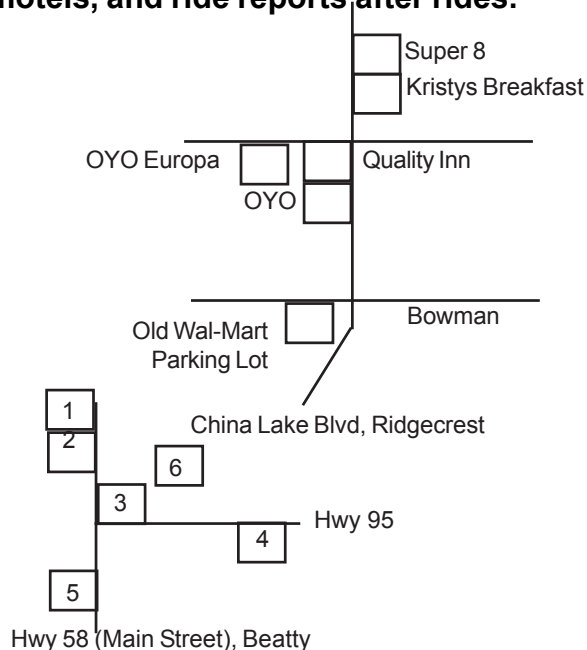 notels, and ride reports after rides.
Super 8
Kristys Breakfast
OYO Europa
Quality Inn
OYO
Bowman
Old Wal-Mart
Parking Lot
China Lake Blvd, Ridgecrest
1
2
6
3
Hwy 95
4
5
Hwy 58 (Main Street), Beatty